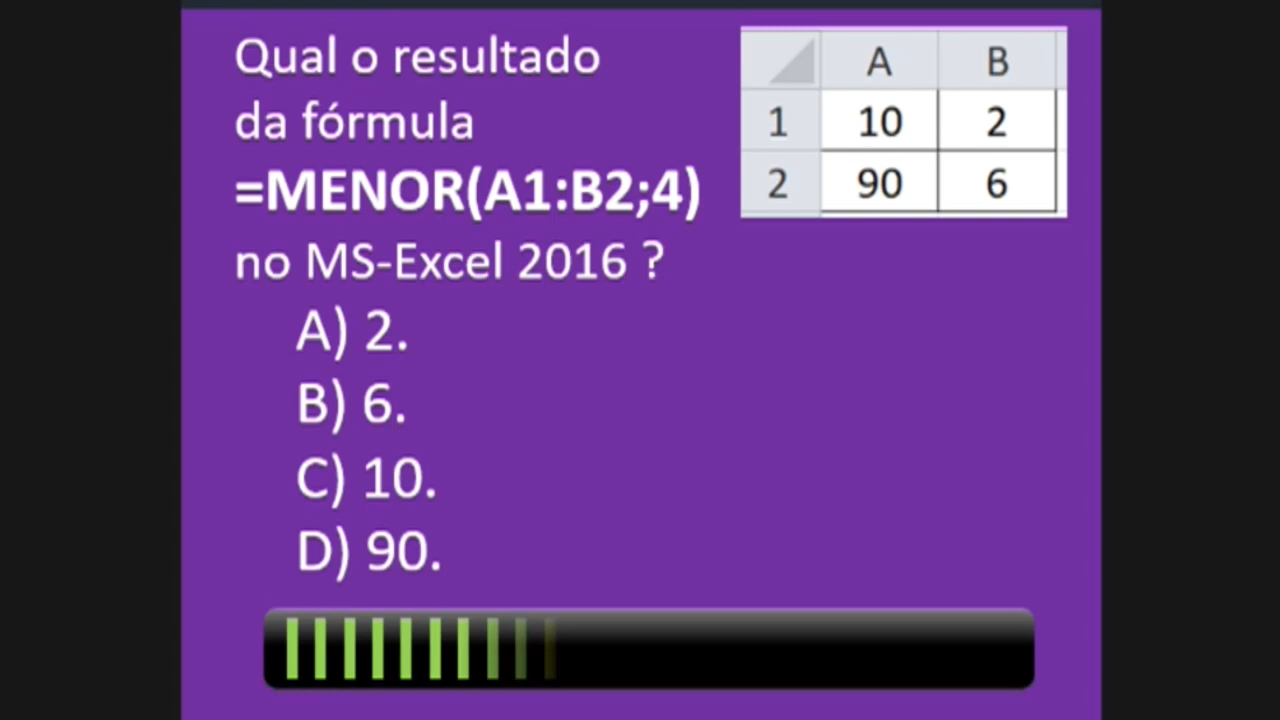 Qual o resultado
da fórmula
=MENOR(A1:B2;4)
no MS-Excel 2016 ?
A) 2.
B) 6.
C) 10.
D) 90.
A B
1 10 2
2 90 6